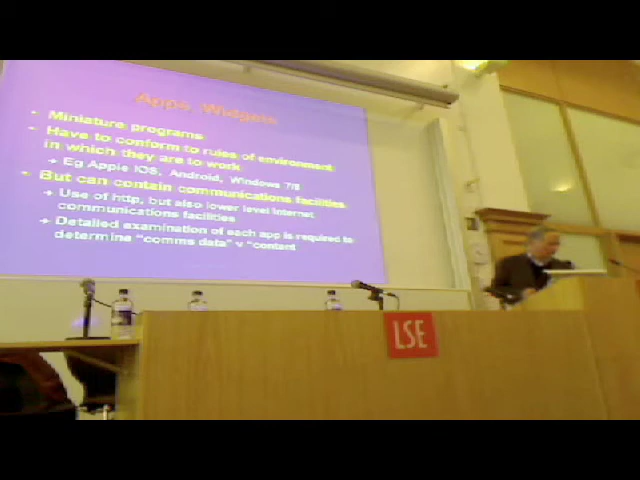 Apps, Widgets
Miniature programs
Have to conform to rules of environment
in which they are to work
Eg Apple IOS, Android, Windows 7/8
But can contain communications facilities
Use of http, but also lower level Internet
communications facilities
Detailed examination of each app is required to
determine "comms data" v "content
LSE